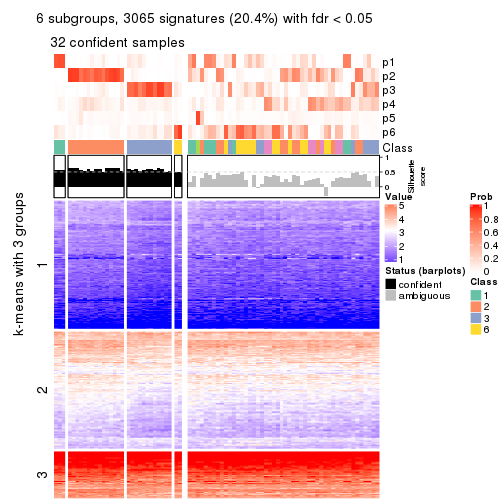 6 subgroups, 3065 signatures (20.4%) with fdr < 0.05
32 confident samples
p1
p2
p3
p4
p5
p6
Class
1
0.5
0
Silhouette
score
k-means with 3 groups
1
2
3
Value
5
4
3
2
1
Status (barplots)
confident
ambiguous
Prob
1
0.8
0.6
0.4
0.2
0
Class
1
2
3
6